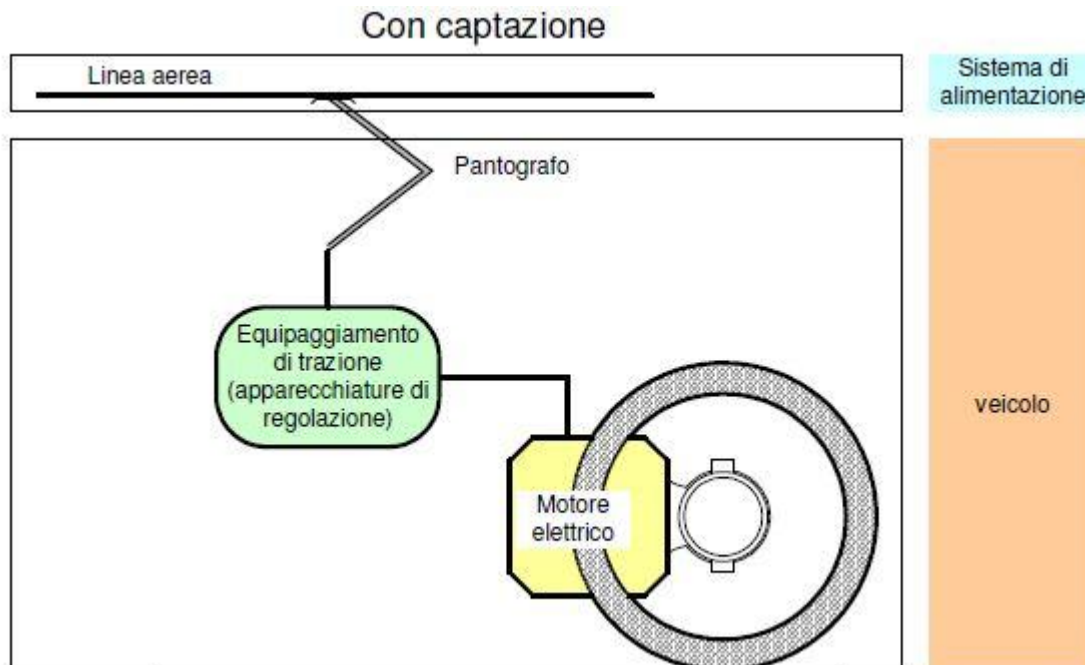 Con captazione
Linea aerea
Sistema di
alimentazione
Pantografo
Equipaggiamento
di trazione
(apparecchiature di
regolazione)
veicolo
Motore
elettrico